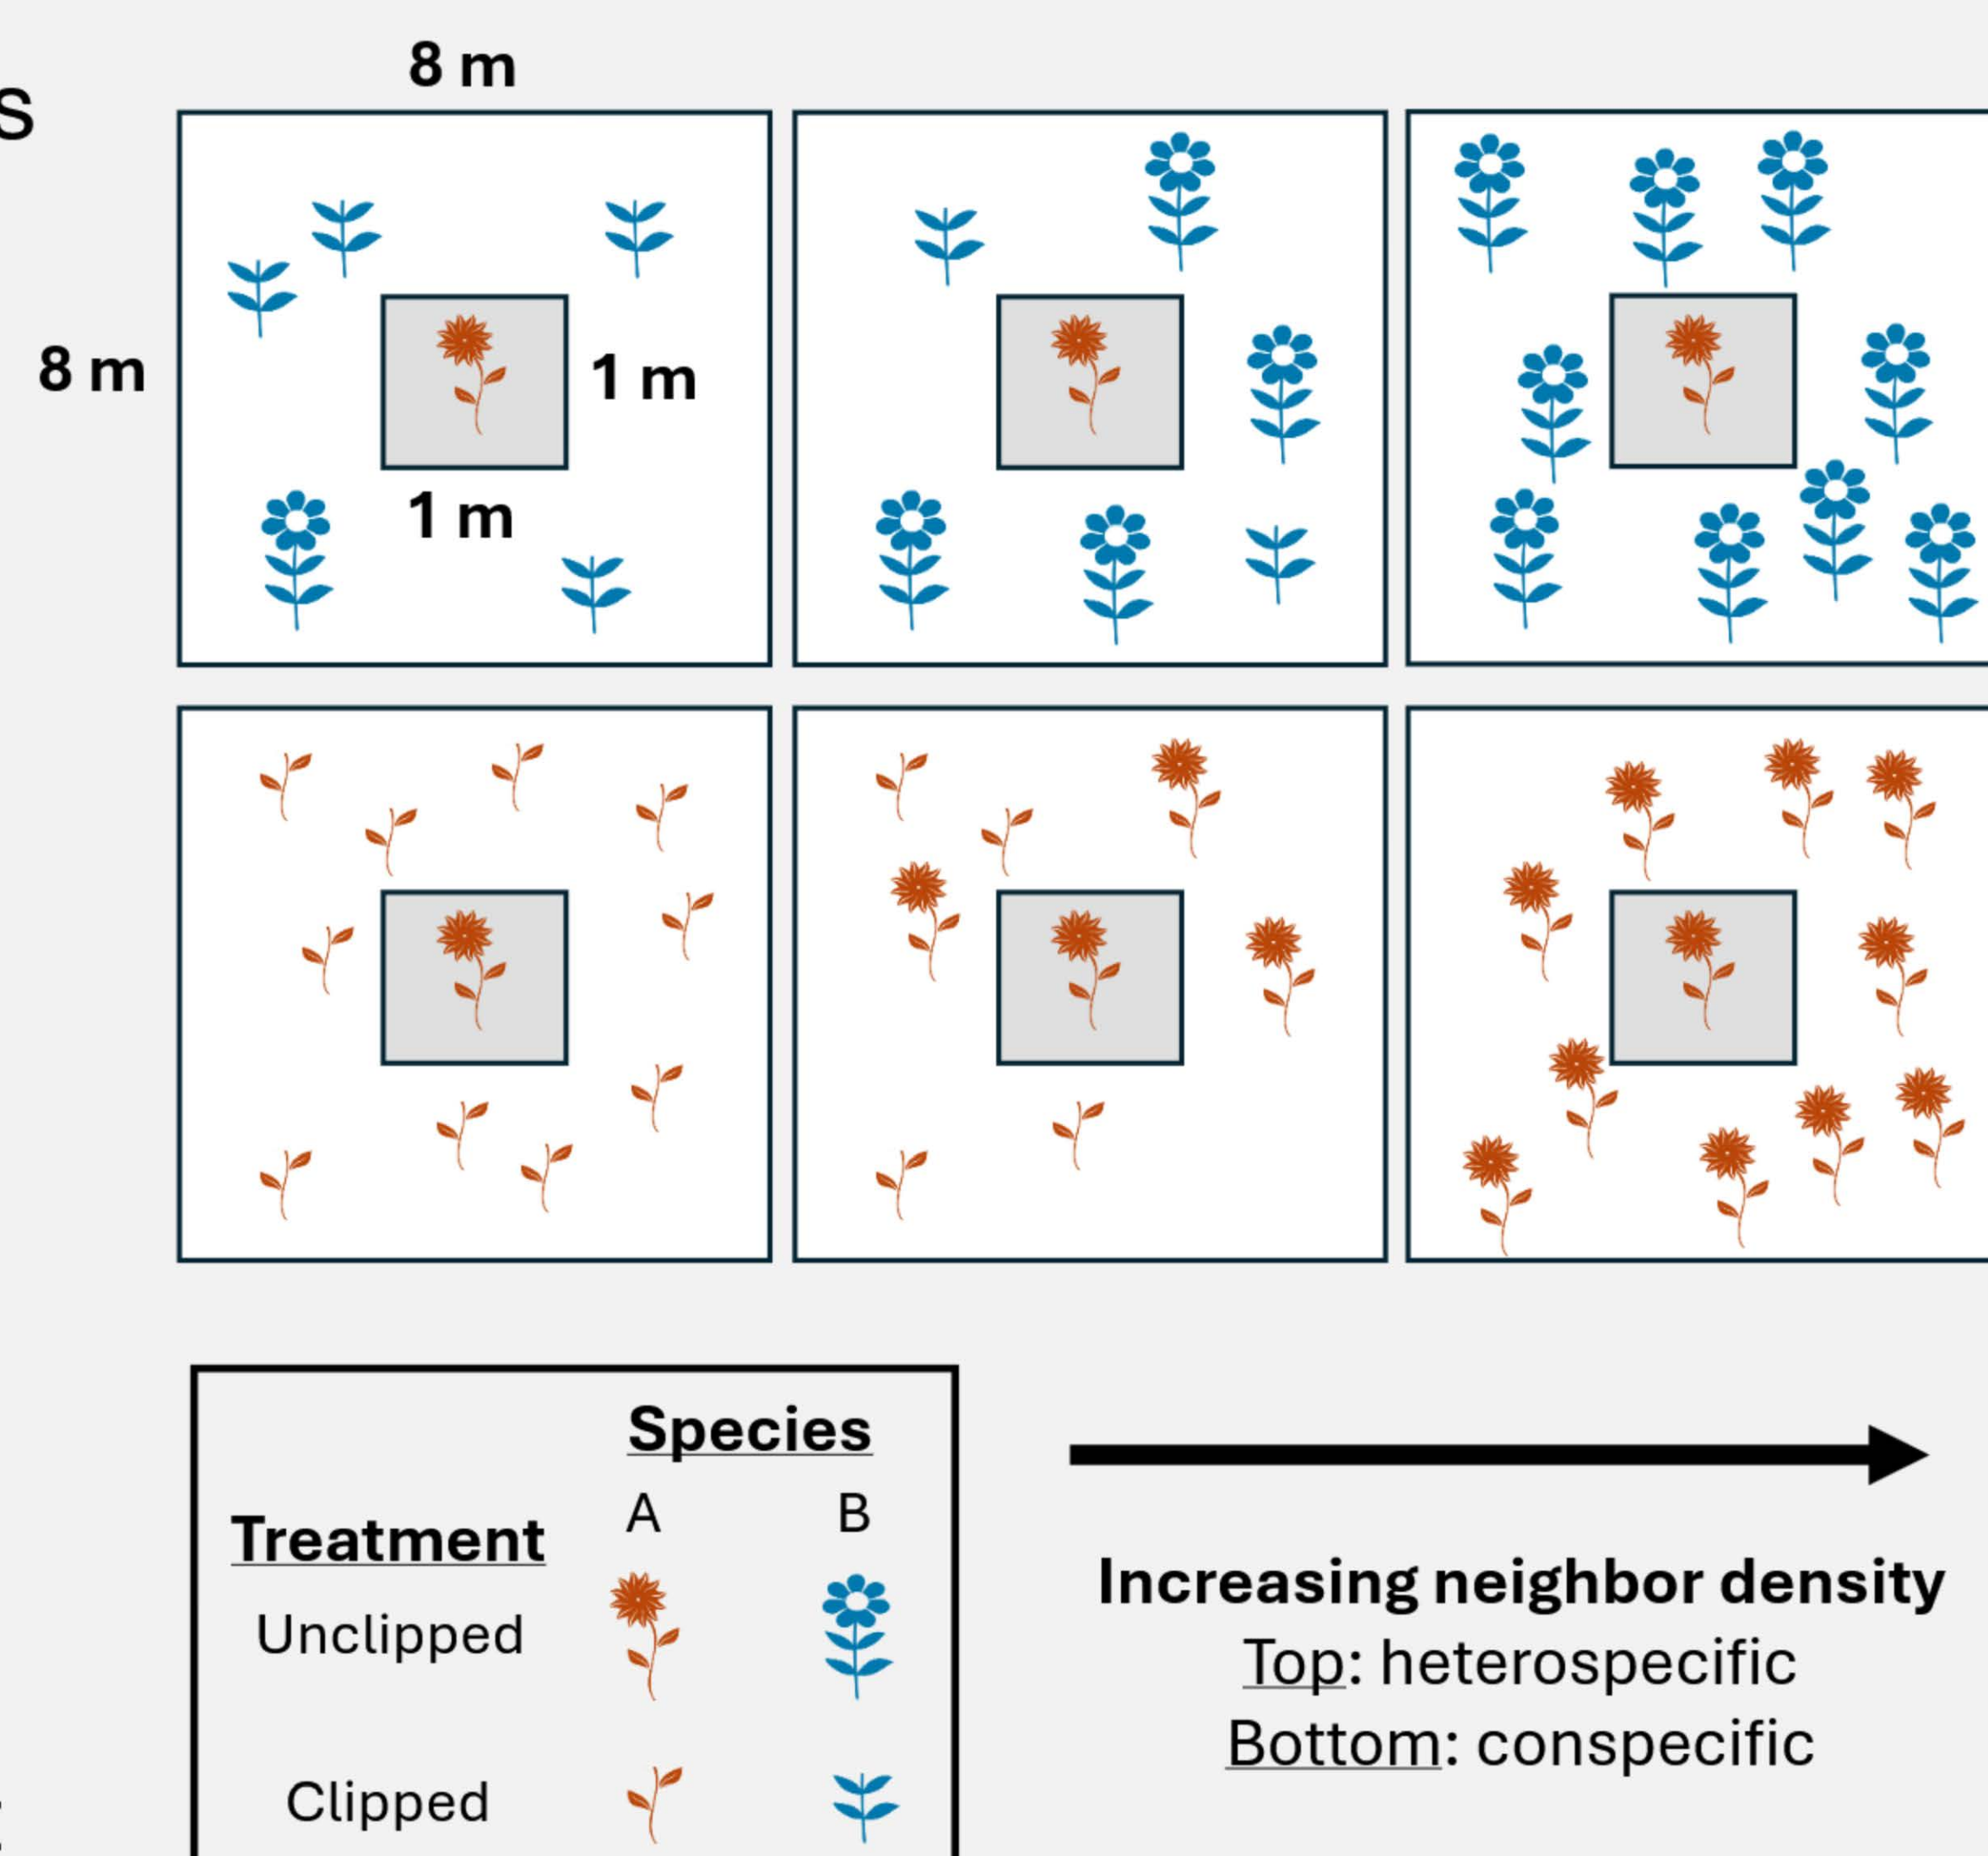 s
8 m
8 m
1 m
1 m
Species
A B
Treatment
Unclipped
Clipped
Increasing neighbor density
Top: heterospecific
Bottom: conspecific